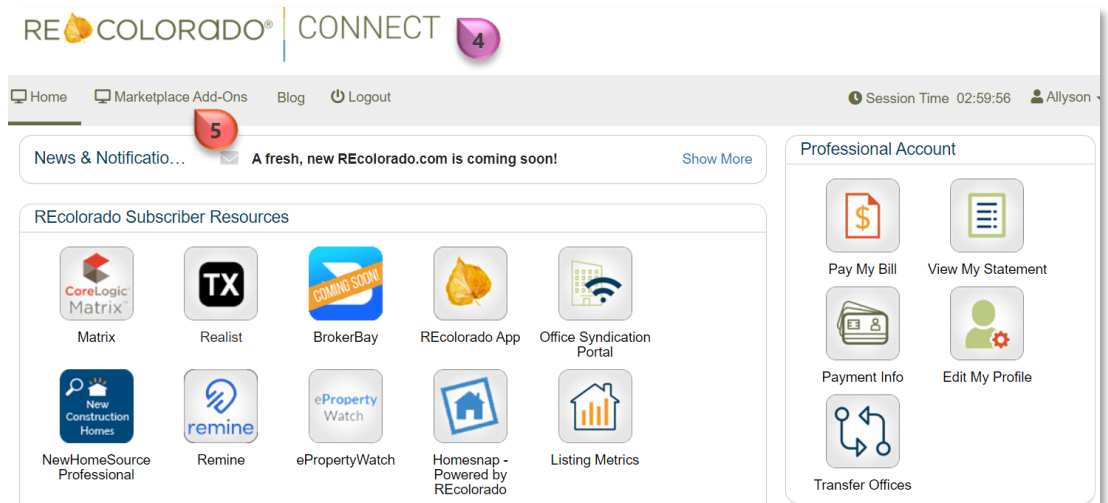 RE COLORADO® CONNECT
4
Home Marketplace Add-Ons Blog Logout Session Time 02:59:56 Allyson
5
News & Notificatio... A fresh, new REcolorado.com is coming soon! Show More
Professional Account
REcolorado Subscriber Resources
CoreLogic
Matrix™
TX
COMING SOON!
$
Matrix Realist BrokerBay REcolorado App Office Syndication
Portal
Pay My Bill View My Statement
New
Construction
Homes
remine
eProperty
Watch
NewHomeSource
Professional
Remine ePropertyWatch Homesnap -
Powered by
REcolorado
Listing Metrics
Payment Info Edit My Profile
Transfer Offices